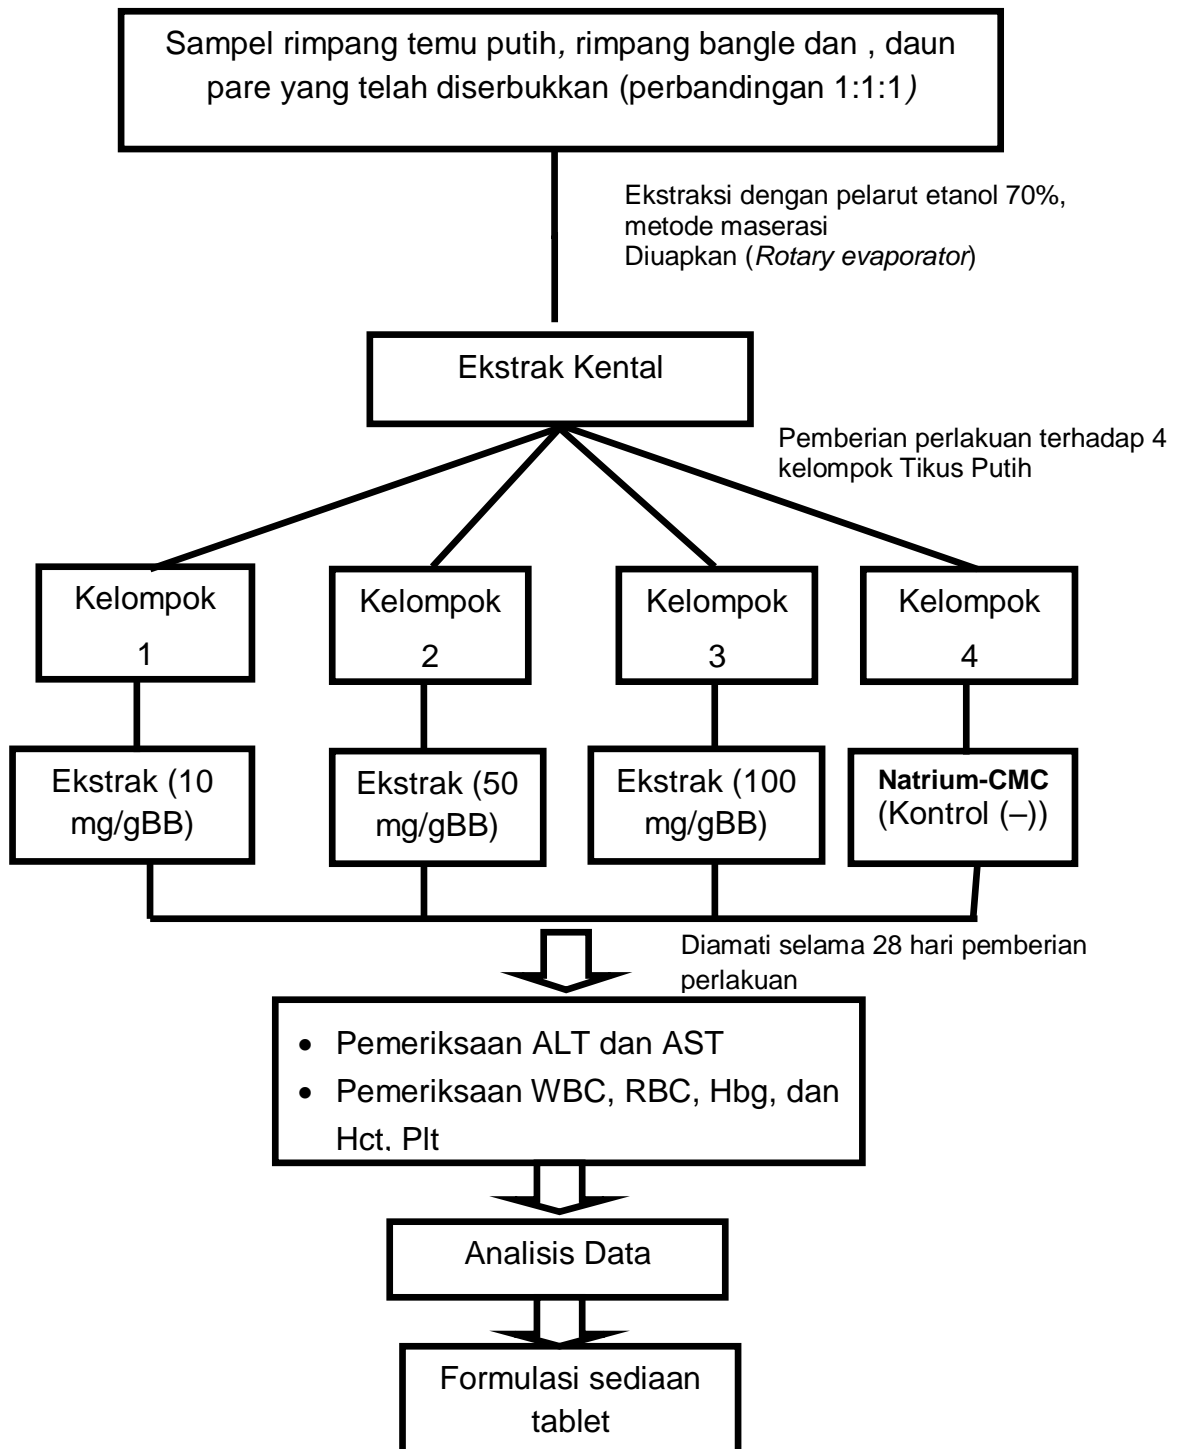 Sampel rimpang temu putih, rimpang bangle dan , daun
pare yang telah diserbukkan (perbandingan 1:1:1)
Ekstraksi dengan pelarut etanol 70%,
metode maserasi
Diuapkan (Rotary evaporator)
Ekstrak Kental
Pemberian perlakuan terhadap 4
kelompok Tikus Putih
Kelompok
1
Kelompok
2
Kelompok
3
Kelompok
4
Ekstrak (10
mg/gBB)
Ekstrak (50
mg/gBB)
Ekstrak (100
mg/gBB)
Natrium-CMC
(Kontrol (–))
Diamati selama 28 hari pemberian
perlakuan
• Pemeriksaan ALT dan AST
• Pemeriksaan WBC, RBC, Hbg, dan
Hct, Plt
Analisis Data
Formulasi sediaan
tablet